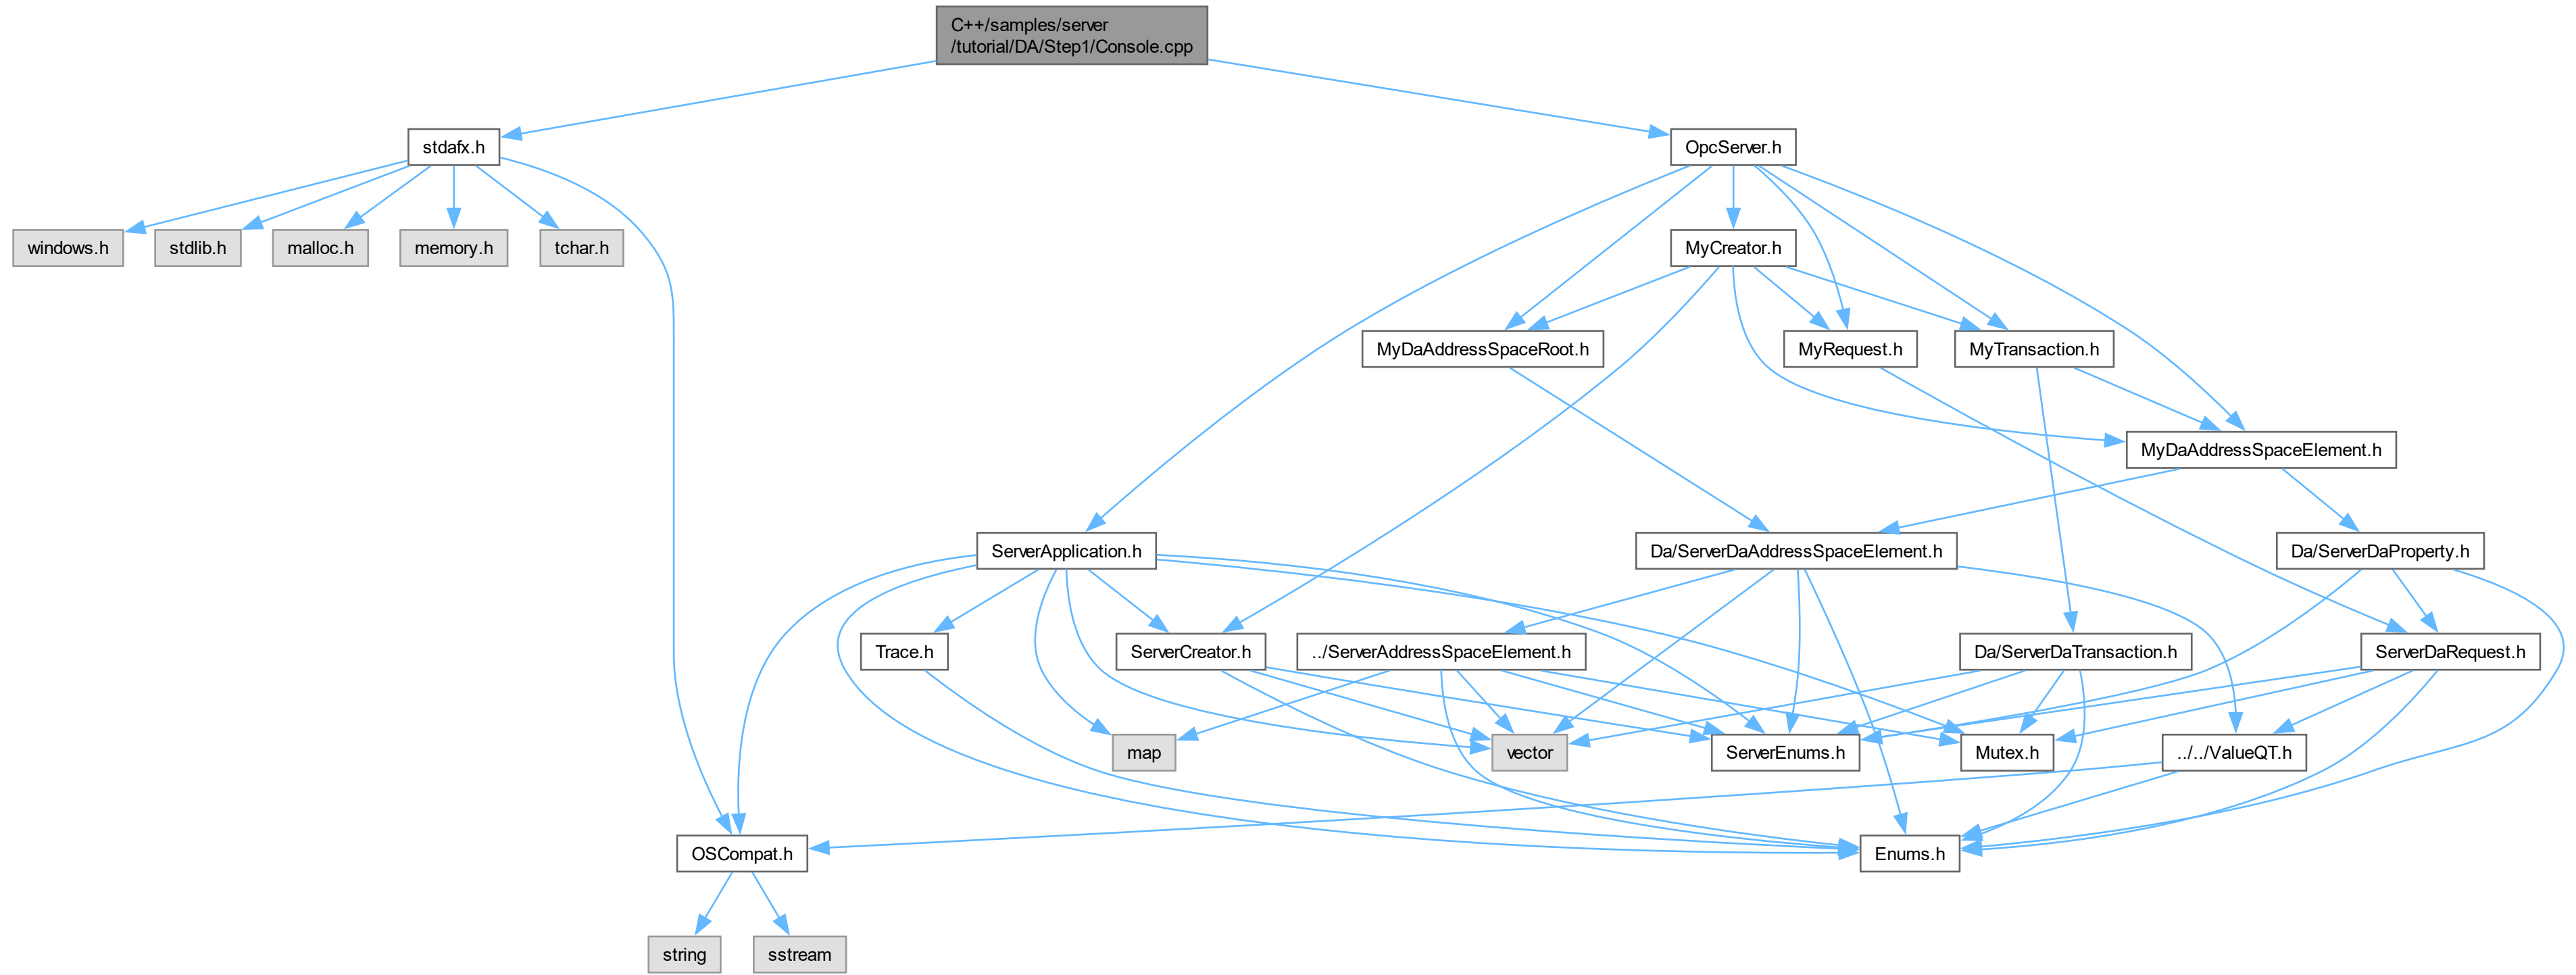 C++/samples/server
/tutorial/DA/Step1/Console.cpp
stdafx.h
OpcServer.h
windows.h
stdlib.h
malloc.h
memory.h
tchar.h
MyCreator.h
MyDaAddressSpaceRoot.h
MyRequest.h
MyTransaction.h
MyDaAddressSpaceElement.h
ServerApplication.h
Da/ServerDaAddressSpaceElement.h
Da/ServerDaProperty.h
Trace.h
ServerCreator.h
../ServerAddressSpaceElement.h
Da/ServerDaTransaction.h
ServerDaRequest.h
map
vector
ServerEnums.h
Mutex.h
../../ValueQT.h
OSCompat.h
Enums.h
string
sstream